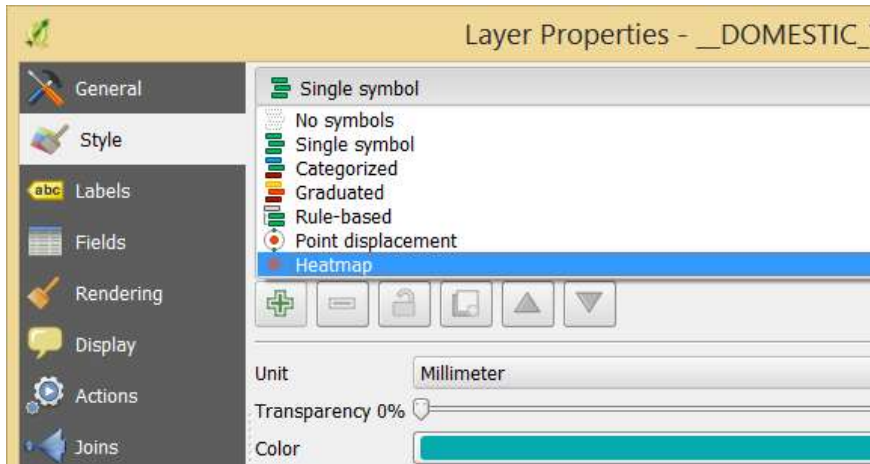 Layer Properties - __DOMESTIC_
General
Style
abc Labels
Fields
Rendering
Display
Actions
Joins
Single symbol
No symbols
Single symbol
Categorized
Graduated
Rule-based
Point displacement
Heatmap
Unit Millimeter
Transparency 0%
Color